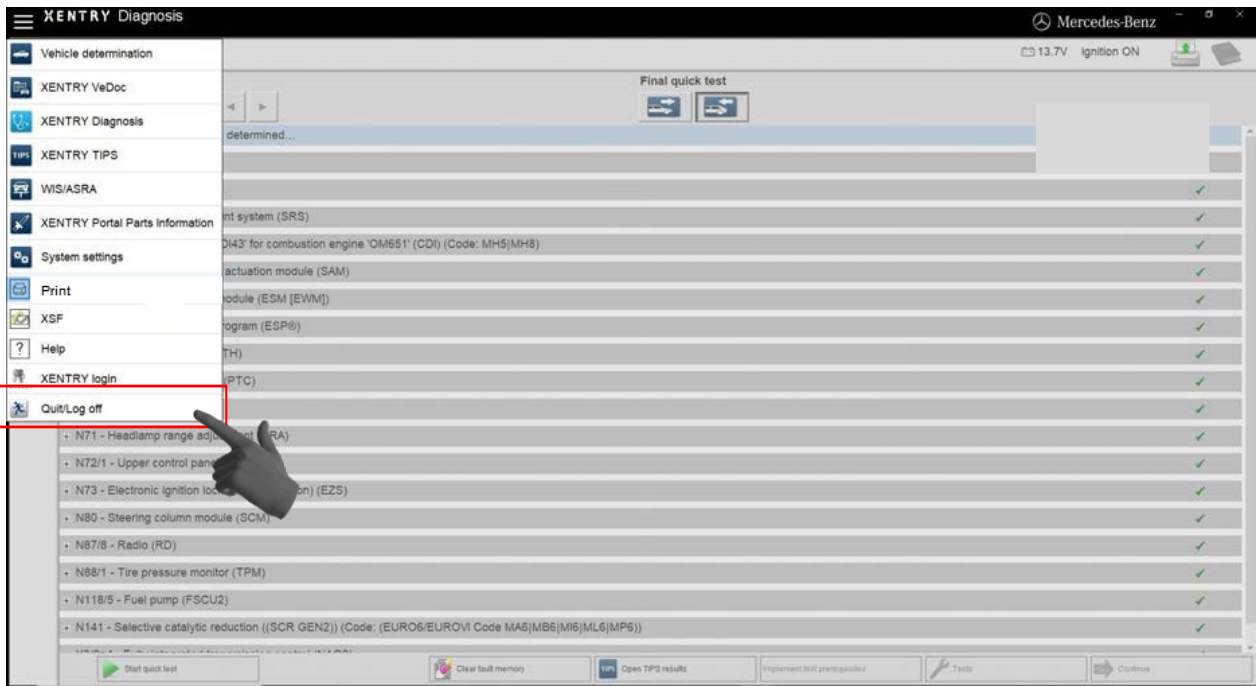 XENTRY Diagnosis
Mercedes-Benz
13.7V Ignition ON
Vehicle determination
XENTRY VeDoc
XENTRY Diagnosis
XENTRY TIPS
WIS/ASRA
XENTRY Portal Parts Information
System settings
Print
XSF
Help
XENTRY login
Quit/Log off
Final quick test
determined...
nt system (SRS)
DI43' for combustion engine 'OM651' (CDI) (Code: MH5|MH8)
actuation module (SAM)
odule (ESM [EWM])
rogram (ESP®)
TH)
/PTC)
+ N71 - Headlamp range adju nt RA)
+ N72/1 - Upper control pane
+ N73 - Electronic ignition loc on) (EZS)
+ N80 - Steering column module (SCM)
+ N87/8 - Radio (RD)
+ N88/1 - Tire pressure monitor (TPM)
+ N118/5 - Fuel pump (FSCU2)
+ N141 - Selective catalytic reduction ((SCR GEN2)) (Code: (EURO6/EUROVI Code MA6|MB6|MI6|ML6|MP6))
Start quick test
Clear fault memory
TIPS Open TIPS results
Implement test prerequisites
Tests
Continue